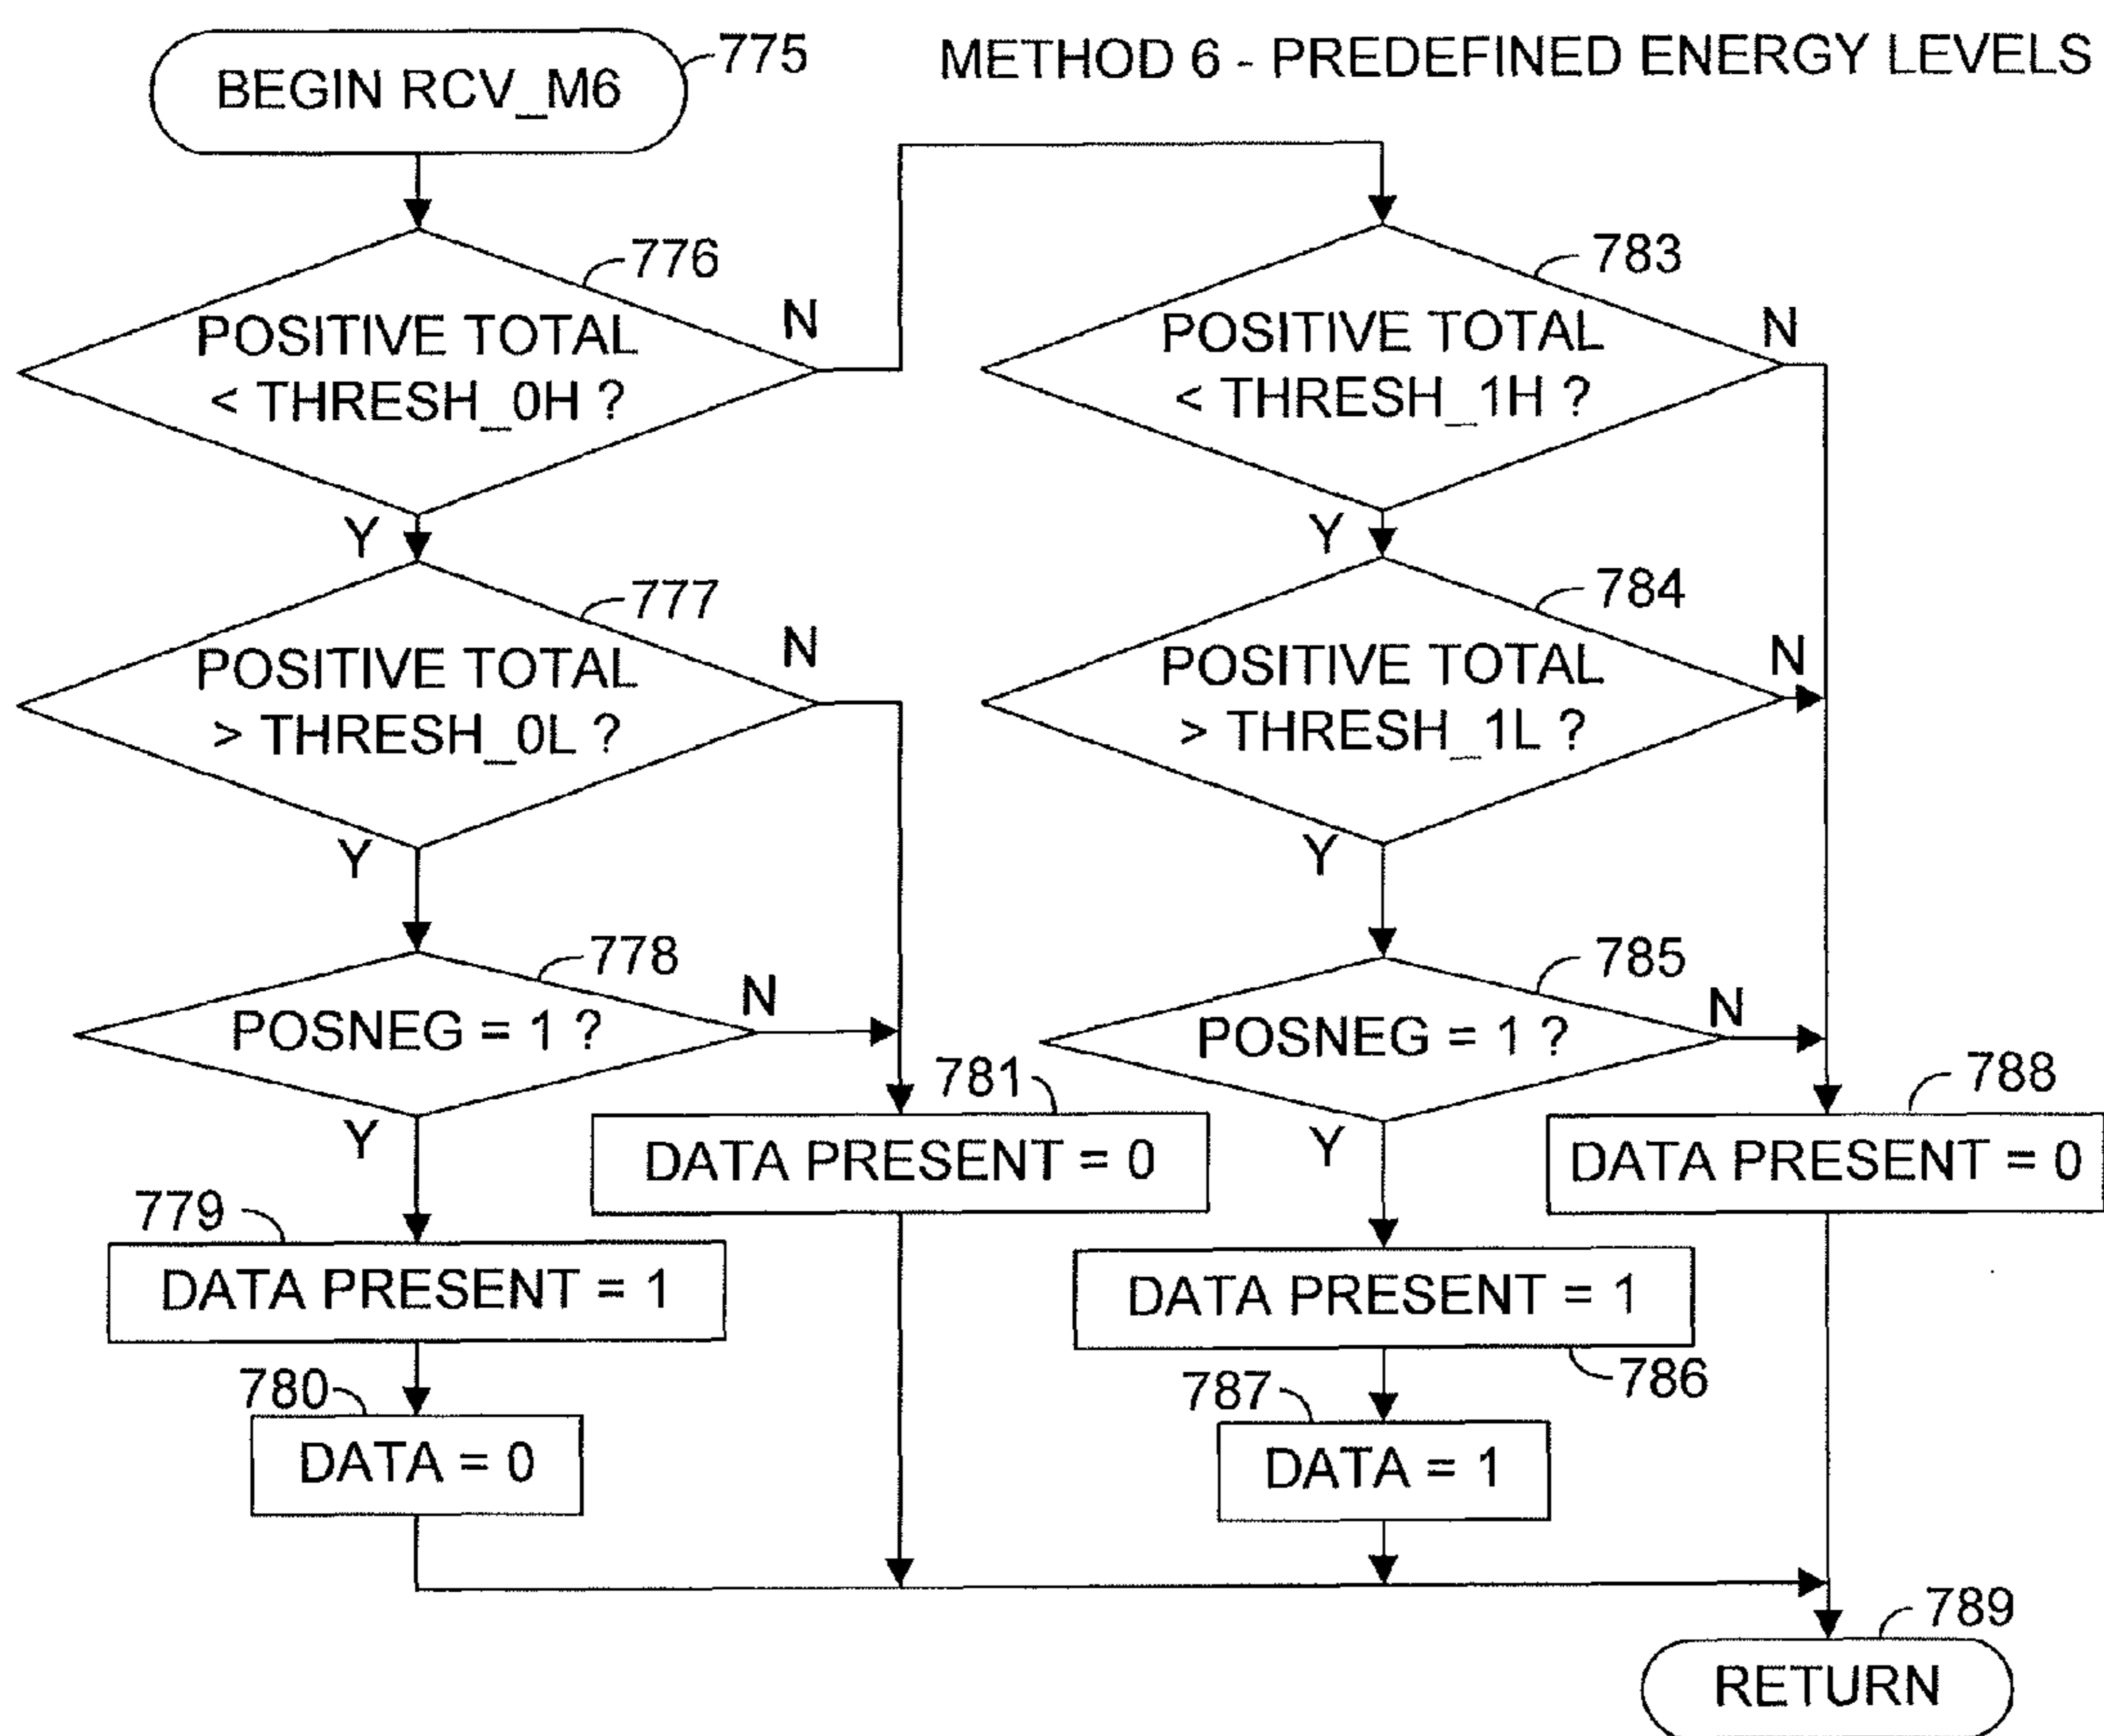 METHOD 6 - PREDEFINED ENERGY LEVELS
BEGIN RCV_M6
775
776
POSITIVE TOTAL
< THRESH_0H ?
N
Y
777
POSITIVE TOTAL
> THRESH_0L ?
N
Y
778
POSNEG = 1 ?
N
Y
779
DATA PRESENT = 1
780
DATA = 0
781
DATA PRESENT = 0
783
POSITIVE TOTAL
< THRESH_1H ?
N
Y
784
POSITIVE TOTAL
> THRESH_1L ?
N
Y
785
POSNEG = 1 ?
N
Y
DATA PRESENT = 1
786
787
DATA = 1
788
DATA PRESENT = 0
789
RETURN